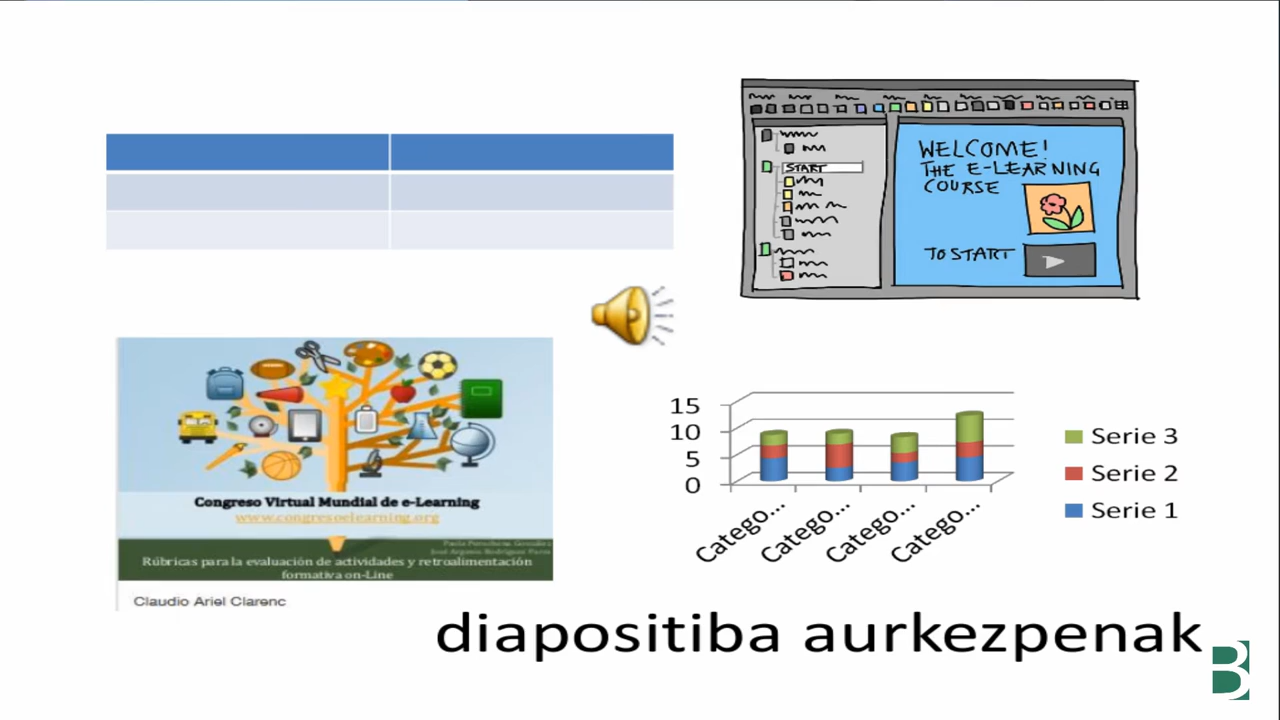 WELCOME!
THE E-LEARNING
COURSE
START
TO START
Congreso Virtual Mundial de e-Learning
www.congresoelearning.org
Rúbricas para la evaluación de actividades y retroalimentación
formativa on-Line
Claudio Ariel Clarenc
15
10
5
0
Catego...
Catego...
Catego...
Catego...
Serie 3
Serie 2
Serie 1
diapositiba aurkezpenak
B